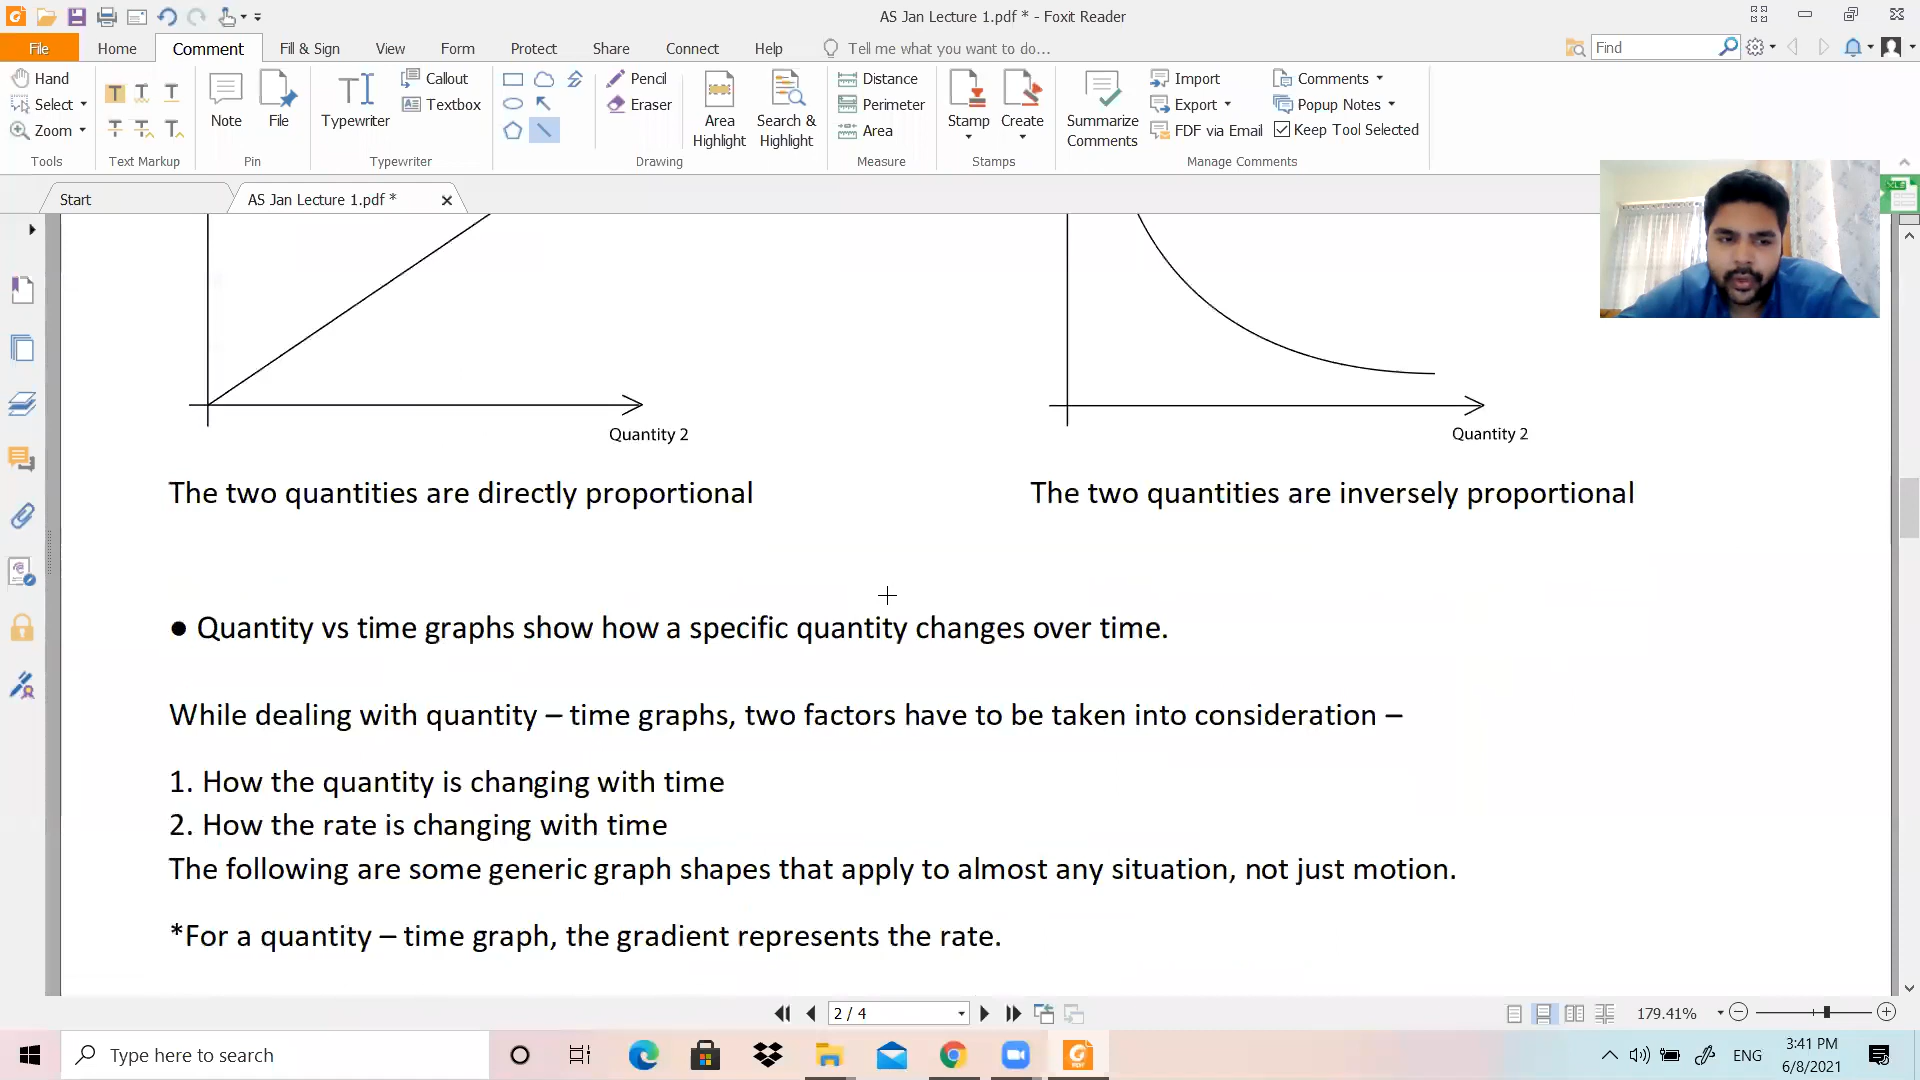 AS Jan Lecture 1.pdf * - Foxit Reader
File Home Comment Fill & Sign View Form Protect Share Connect Help Tell me what you want to do... Find
Hand
Select
Zoom
Tools
Text Markup
Note
File
Pin
Typewriter
Callout
Textbox
Typewriter
Pencil
Eraser
Area Highlight
Search & Highlight
Drawing
Distance
Perimeter
Area
Measure
Stamp
Create
Stamps
Summarize Comments
Import
Export
FDF via Email
Comments
Popup Notes
Keep Tool Selected
Manage Comments
Start
AS Jan Lecture 1.pdf *
XLS
Quantity 2
Quantity 2
The two quantities are directly proportional
The two quantities are inversely proportional
● Quantity vs time graphs show how a specific quantity changes over time.
While dealing with quantity – time graphs, two factors have to be taken into consideration –
1. How the quantity is changing with time
2. How the rate is changing with time
The following are some generic graph shapes that apply to almost any situation, not just motion.
*For a quantity – time graph, the gradient represents the rate.
2 / 4
179.41%
Type here to search
ENG
3:41 PM
6/8/2021